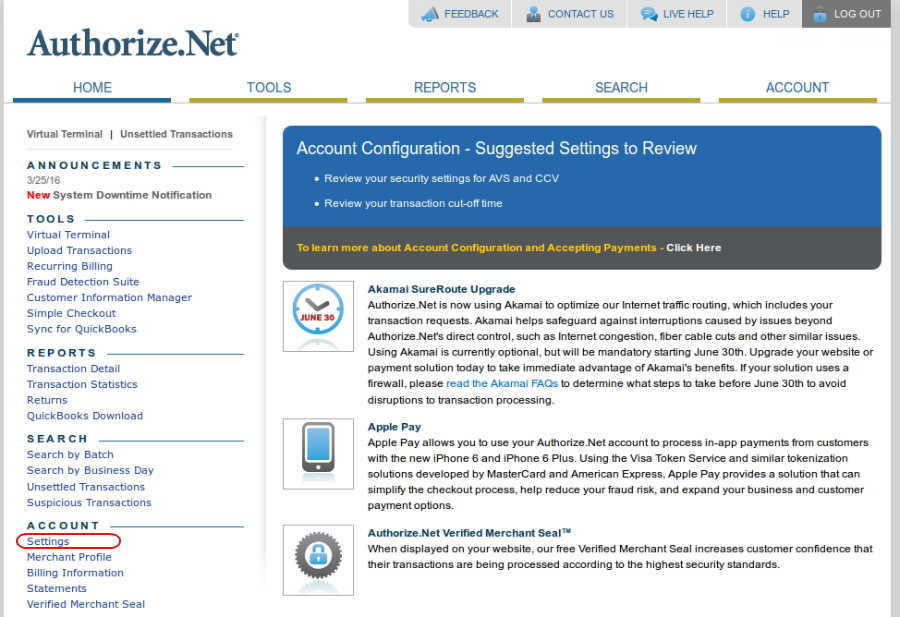 FEEDBACK
CONTACT US
LIVE HELP
HELP
LOG OUT
Authorize.Net®
HOME
TOOLS
REPORTS
SEARCH
ACCOUNT
Virtual Terminal | Unsettled Transactions
ANNOUNCEMENTS
3/25/16
New System Downtime Notification
TOOLS
Virtual Terminal
Upload Transactions
Recurring Billing
Fraud Detection Suite
Customer Information Manager
Simple Checkout
Sync for QuickBooks
REPORTS
Transaction Detail
Transaction Statistics
Returns
QuickBooks Download
SEARCH
Search by Batch
Search by Business Day
Unsettled Transactions
Suspicious Transactions
ACCOUNT
Settings
Merchant Profile
Billing Information
Statements
Verified Merchant Seal
Account Configuration - Suggested Settings to Review
• Review your security settings for AVS and CCV
• Review your transaction cut-off time
To learn more about Account Configuration and Accepting Payments - Click Here
JUNE 30
Akamai SureRoute Upgrade
Authorize.Net is now using Akamai to optimize our Internet traffic routing, which includes your
transaction requests. Akamai helps safeguard against interruptions caused by issues beyond
Authorize.Net's direct control, such as Internet congestion, fiber cable cuts and other similar issues.
Using Akamai is currently optional, but will be mandatory starting June 30th. Upgrade your website or
payment solution today to take immediate advantage of Akamai's benefits. If your solution uses a
firewall, please read the Akamai FAQs to determine what steps to take before June 30th to avoid
disruptions to transaction processing.
Apple Pay
Apple Pay allows you to use your Authorize.Net account to process in-app payments from customers
with the new iPhone 6 and iPhone 6 Plus. Using the Visa Token Service and similar tokenization
solutions developed by MasterCard and American Express, Apple Pay provides a solution that can
simplify the checkout process, help reduce your fraud risk, and expand your business and customer
payment options.
Authorize.Net Verified Merchant Seal™
When displayed on your website, our free Verified Merchant Seal increases customer confidence that
their transactions are being processed according to the highest security standards.